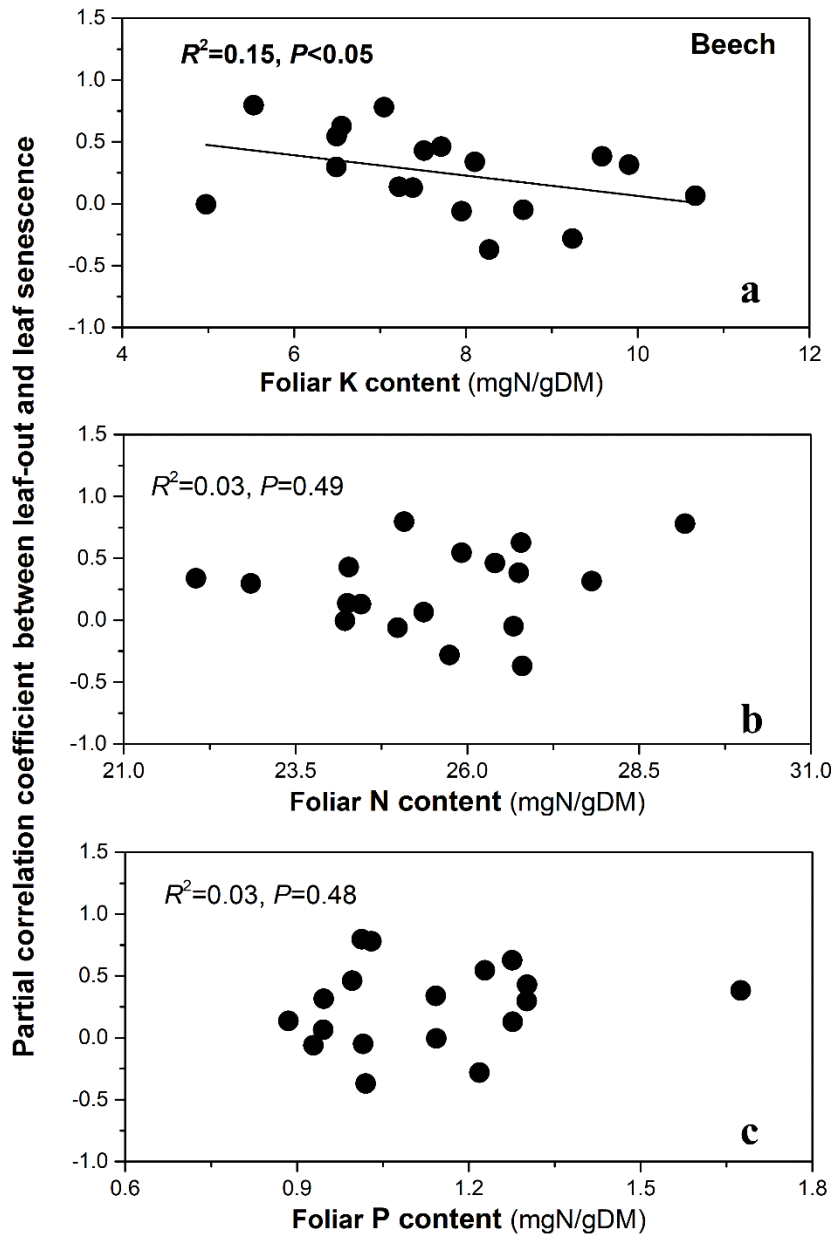 Partial correlation coefficient between leaf-out and leaf senescence
R²=0.15, P<0.05
Beech
1.5
1.0
0.5
0.0
-0.5
-1.0
a
4 6 8 10 12
Foliar K content (mgN/gDM)
R²=0.03, P=0.49
1.5
1.0
0.5
0.0
-0.5
-1.0
b
21.0 23.5 26.0 28.5 31.0
Foliar N content (mgN/gDM)
R²=0.03, P=0.48
1.5
1.0
0.5
0.0
-0.5
-1.0
c
0.6 0.9 1.2 1.5 1.8
Foliar P content (mgN/gDM)